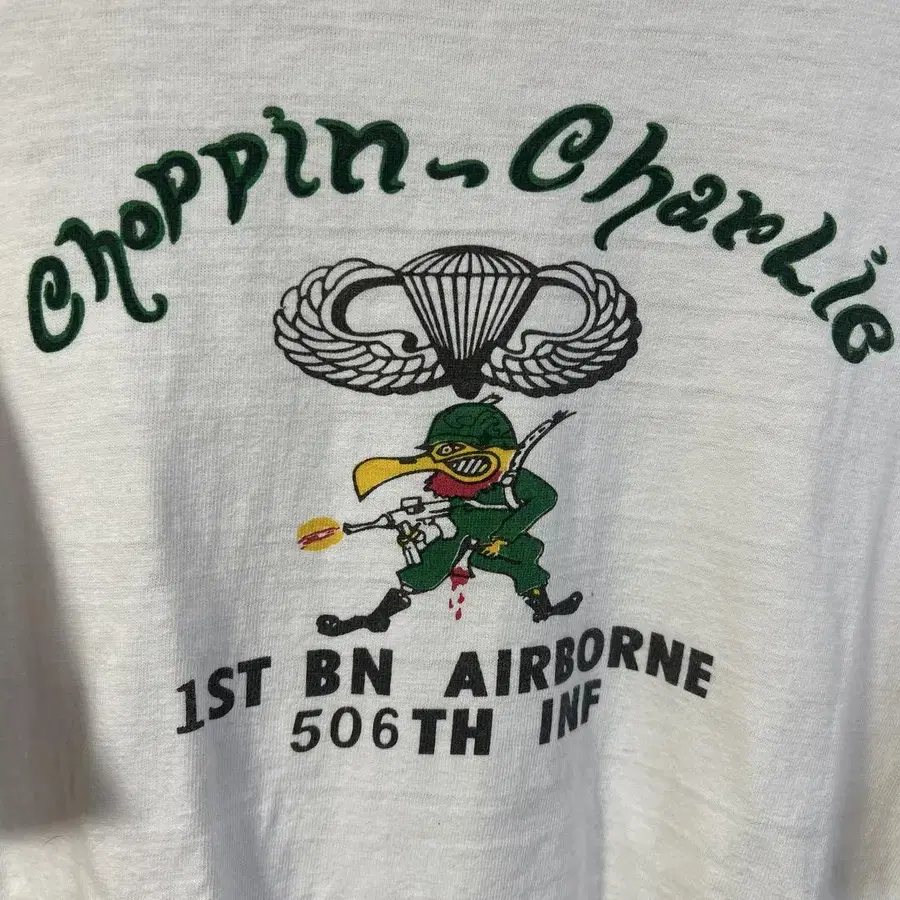 Choppin~Charlie
1ST BN AIRBORNE
506TH INF